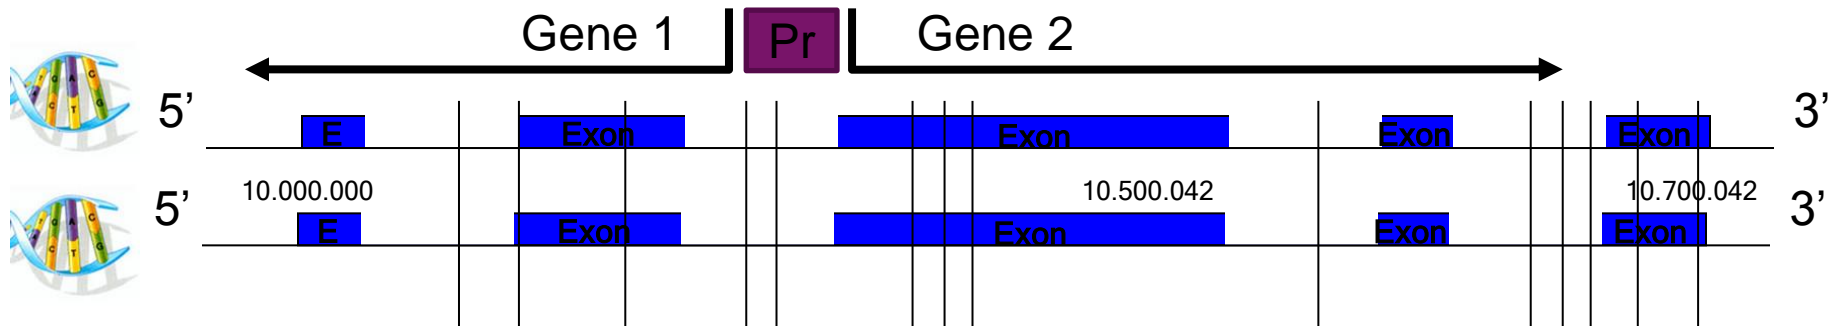 Gene 1 Pr Gene 2
5’ 3’
E Exon Exon Exon Exon
10.000.000 10.500.042 10.700.042
5’ 3’
E Exon Exon Exon Exon